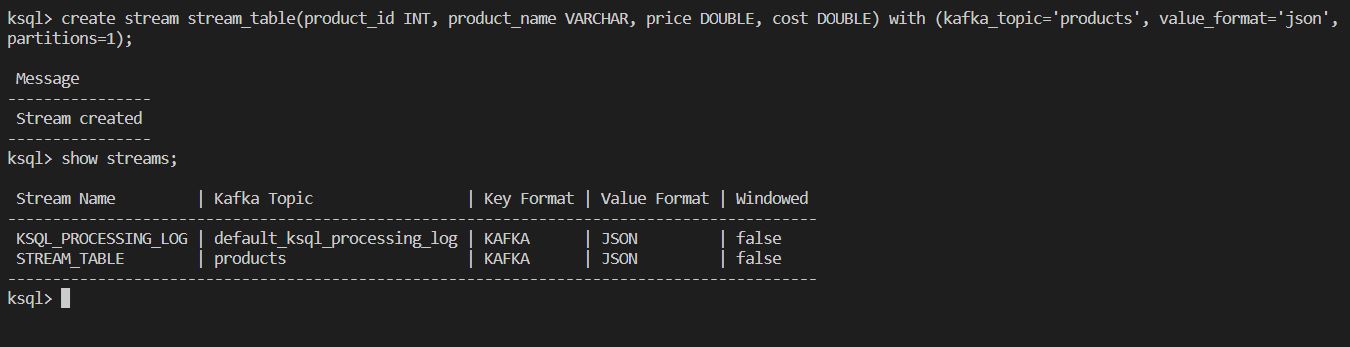 ksql> create stream stream_table(product_id INT, product_name VARCHAR, price DOUBLE, cost DOUBLE) with (kafka_topic='products', value_format='json',
partitions=1);
 Message
----------------
 Stream created
----------------
ksql> show streams;
 Stream Name         | Kafka Topic                 | Key Format | Value Format | Windowed
------------------------------------------------------------------------------------------
 KSQL_PROCESSING_LOG | default_ksql_processing_log | KAFKA      | JSON         | false
 STREAM_TABLE        | products                    | KAFKA      | JSON         | false
------------------------------------------------------------------------------------------
ksql>